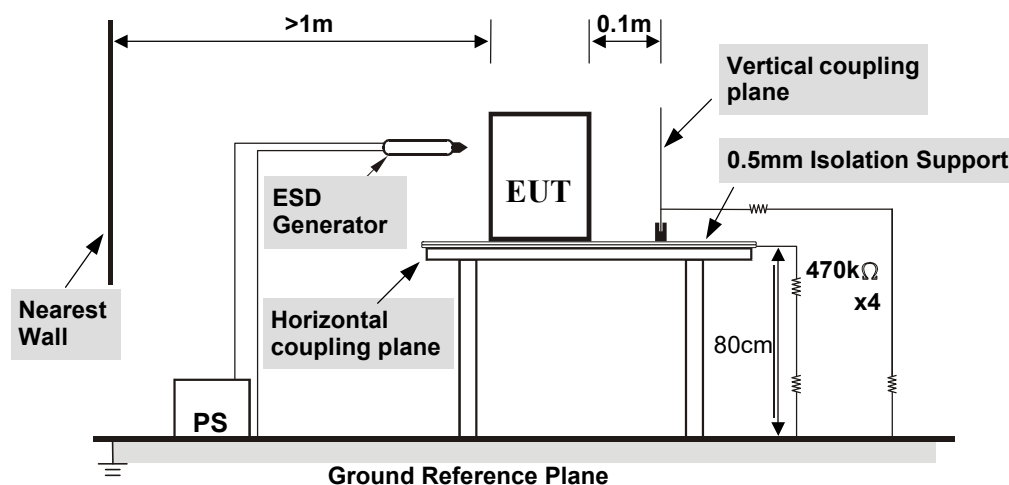 >1m
0.1m
Vertical coupling
plane
0.5mm Isolation Support
ESD
Generator
EUT
Nearest
Wall
Horizontal
coupling plane
470kΩ
x4
80cm
PS
Ground Reference Plane